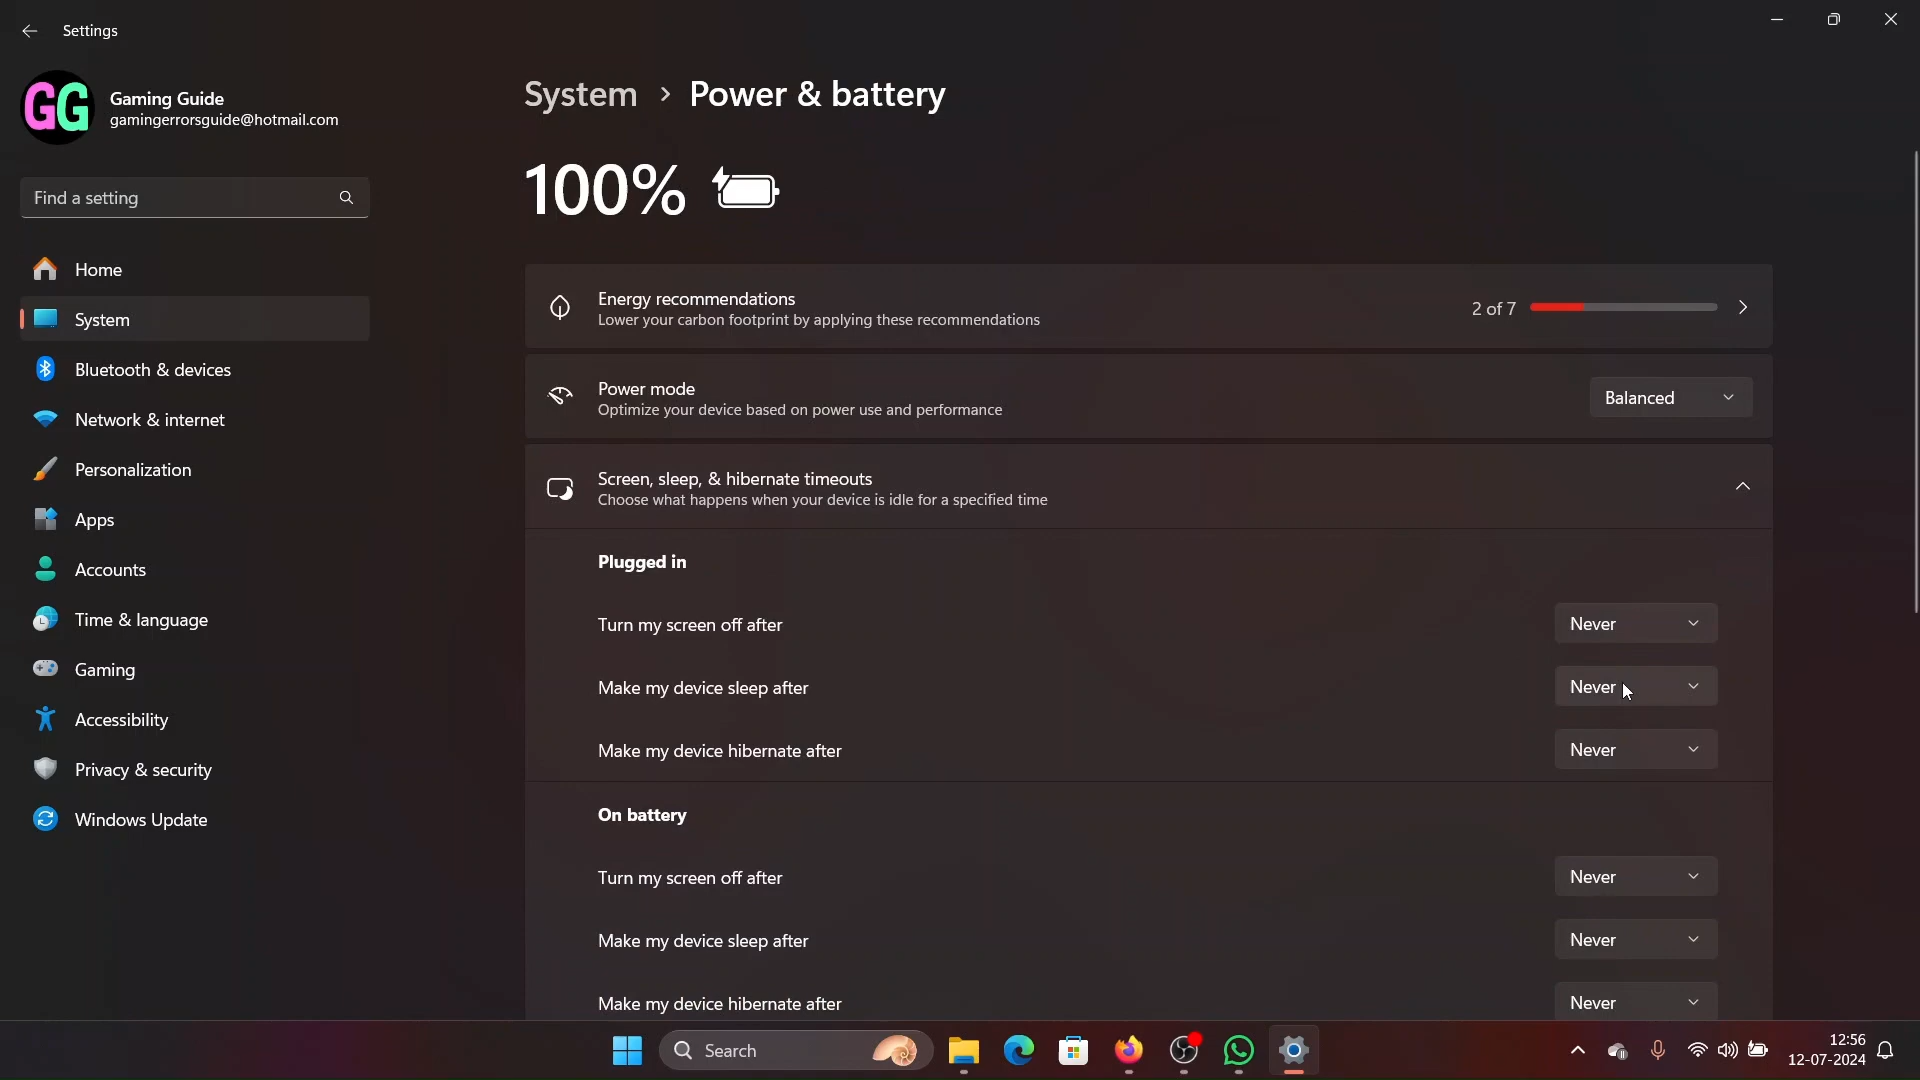 Settings
GG
Gaming Guide
gamingerrorsguide@hotmail.com
Find a setting
Home
System
Bluetooth & devices
Network & internet
Personalization
Apps
Accounts
Time & language
Gaming
Accessibility
Privacy & security
Windows Update
System > Power & battery
100%
Energy recommendations
Lower your carbon footprint by applying these recommendations
2 of 7
Power mode
Optimize your device based on power use and performance
Balanced
Screen, sleep, & hibernate timeouts
Choose what happens when your device is idle for a specified time
Plugged in
Turn my screen off after
Never
Make my device sleep after
Never
Make my device hibernate after
Never
On battery
Turn my screen off after
Never
Make my device sleep after
Never
Make my device hibernate after
Never
Search
12:56
12-07-2024